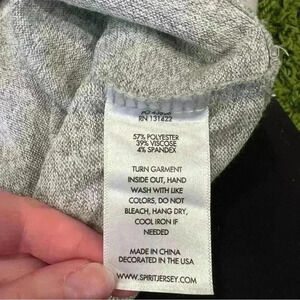 RN 131422
57% POLYESTER
39% VISCOSE
4% SPANDEX
TURN GARMENT
INSIDE OUT, HAND
WASH WITH LIKE
COLORS, DO NOT
BLEACH, HANG DRY,
COOL IRON IF
NEEDED
MADE IN CHINA
DECORATED IN THE USA
WWW.SPIRITJERSEY.COM